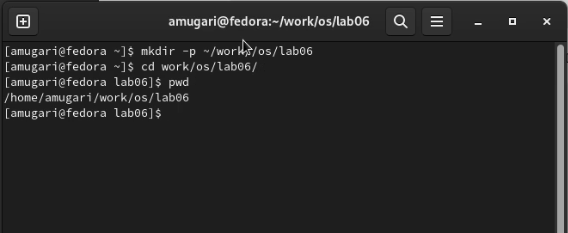 amugari@fedora:~/work/os/lab06
[amugari@fedora ~]$ mkdir -p ~/work/os/lab06
[amugari@fedora ~]$ cd work/os/lab06/
[amugari@fedora lab06]$ pwd
/home/amugari/work/os/lab06
[amugari@fedora lab06]$